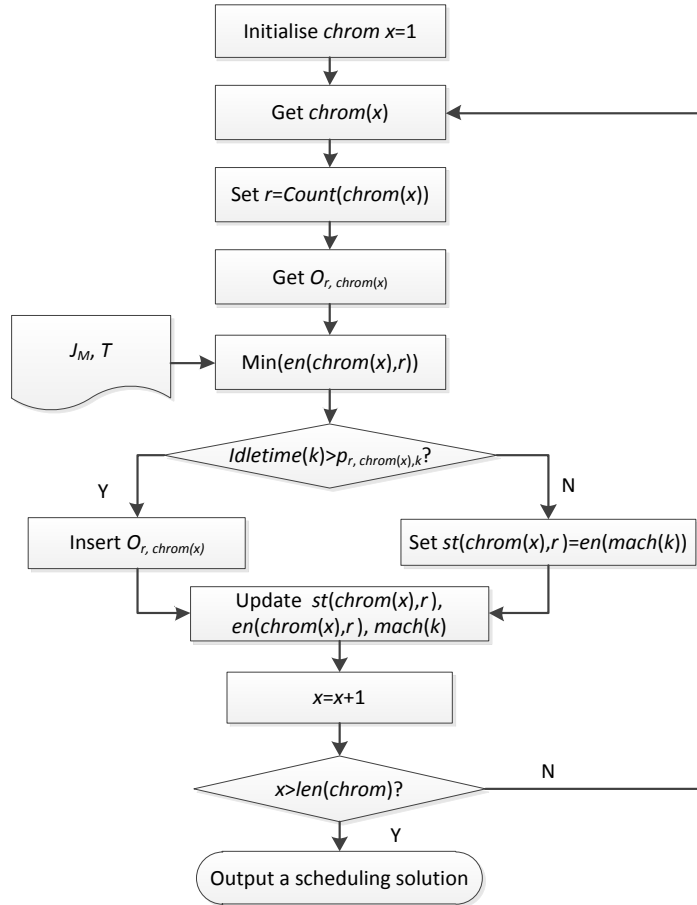 Initialise chrom x=1
Get chrom(x)
Set r=Count(chrom(x))
Get Or, chrom(x)
JM, T
Min(en(chrom(x),r))
Idletime(k)>pr, chrom(x),k?
Y
N
Insert Or, chrom(x)
Set st(chrom(x),r)=en(mach(k))
Update st(chrom(x),r),
en(chrom(x),r), mach(k)
x=x+1
x>len(chrom)?
N
Y
Output a scheduling solution